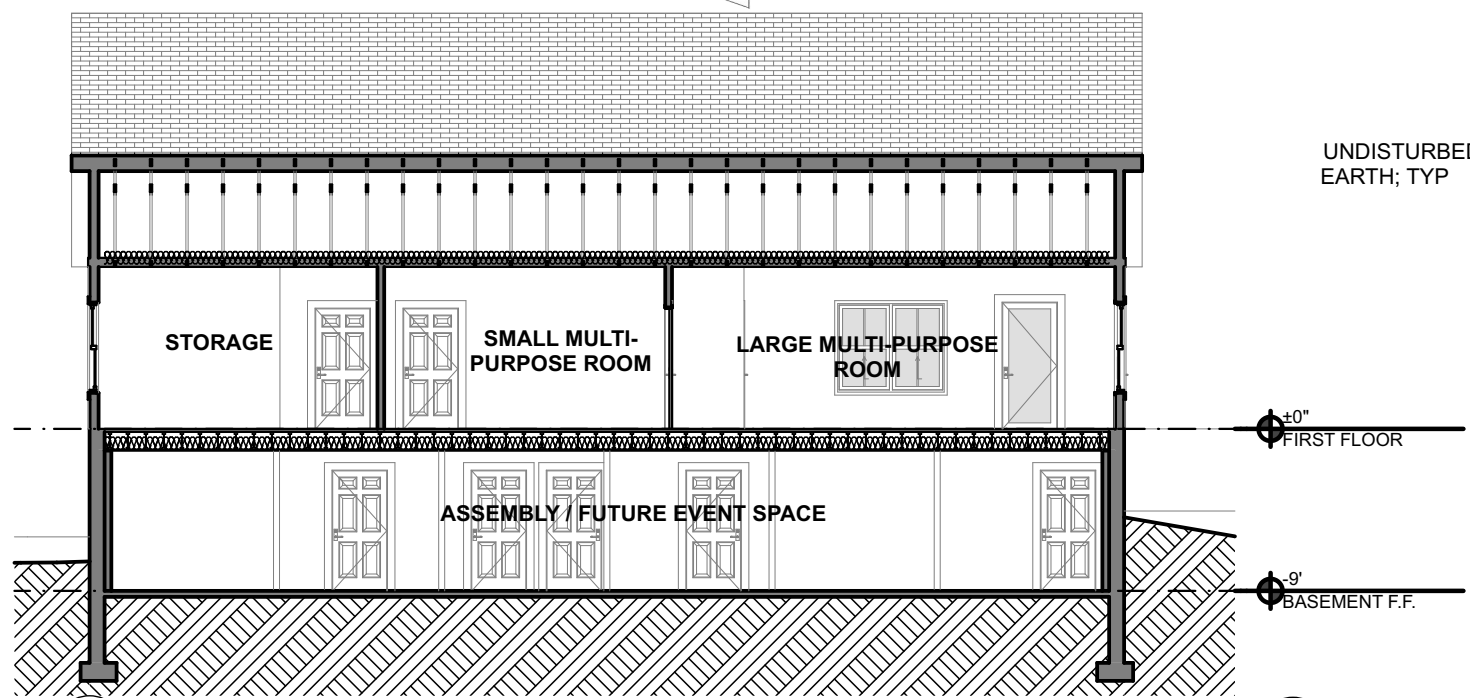 UNDISTURBED
EARTH; TYP
STORAGE
SMALL MULTI-
PURPOSE ROOM
LARGE MULTI-PURPOSE
ROOM
±0"
FIRST FLOOR
ASSEMBLY / FUTURE EVENT SPACE
-9'
BASEMENT F.F.